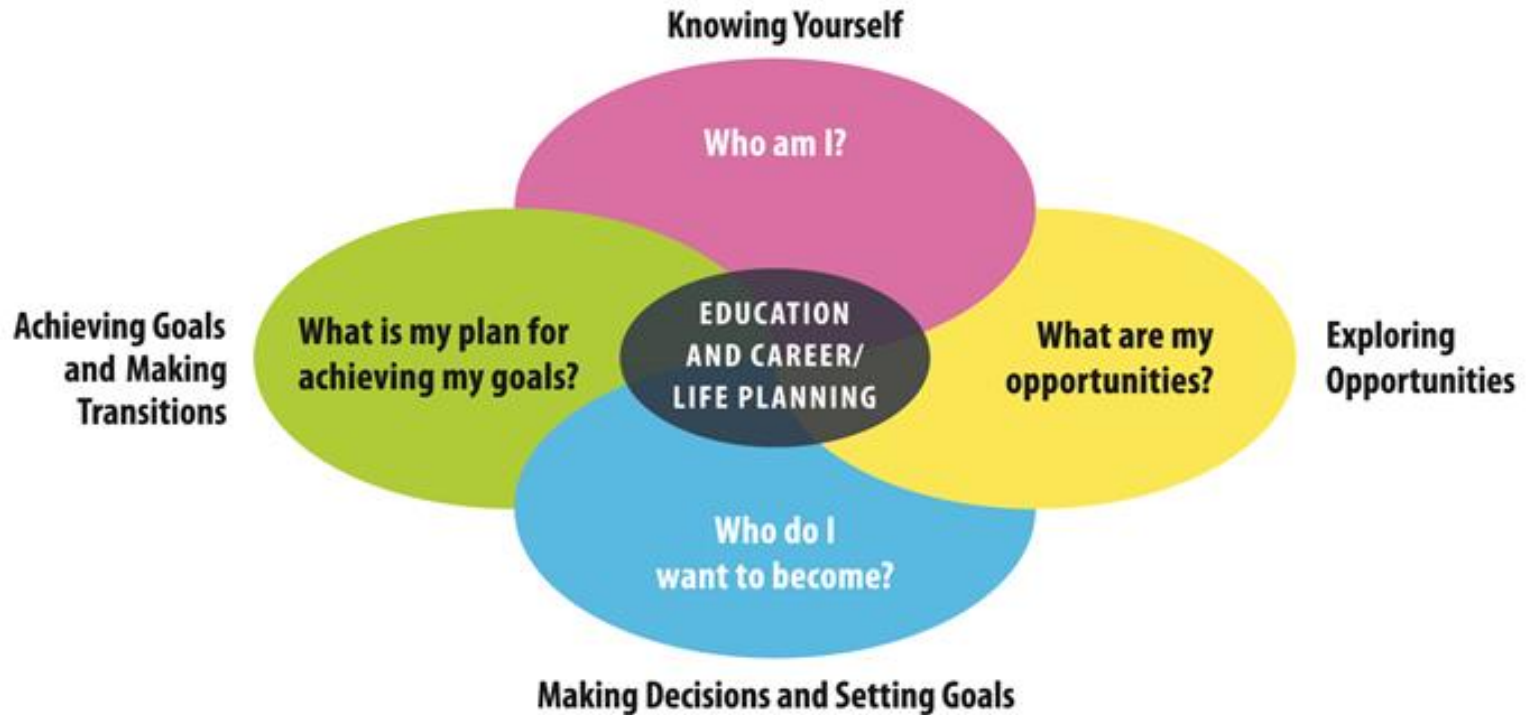 Knowing Yourself
Who am I?
Achieving Goals
and Making
Transitions
What is my plan for
achieving my goals?
EDUCATION
AND CAREER/
LIFE PLANNING
What are my
opportunities?
Exploring
Opportunities
Who do I
want to become?
Making Decisions and Setting Goals